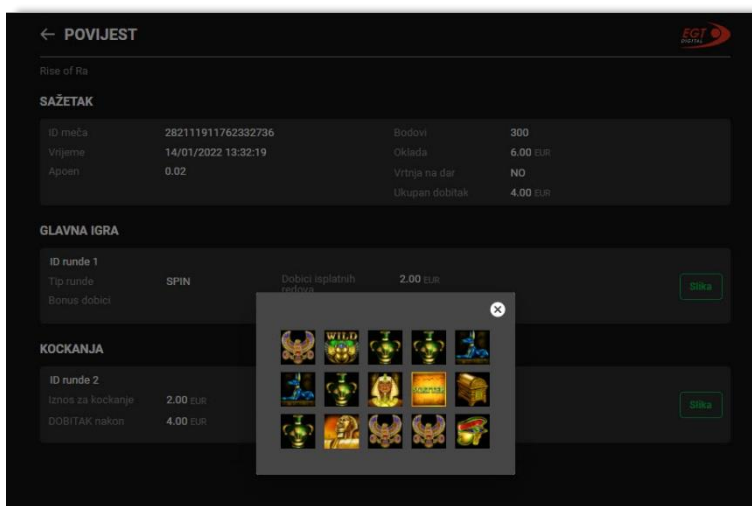 ← POVIJEST
EGT
DIGITAL
Rise of Ra
SAŽETAK
ID meča 282111911762332736 Bodovi 300
Vrijeme 14/01/2022 13:32:19 Oklada 6.00 EUR
Apoen 0.02 Vrtnja na dar NO
Ukupan dobitak 4.00 EUR
GLAVNA IGRA
ID runde 1
Tip runde SPIN Dobici isplatnih redova 2.00 EUR
Bonus dobici
Slika
WILD
KOCKANJA
ID runde 2
Iznos za kockanje 2.00 EUR
DOBITAK nakon 4.00 EUR
Slika